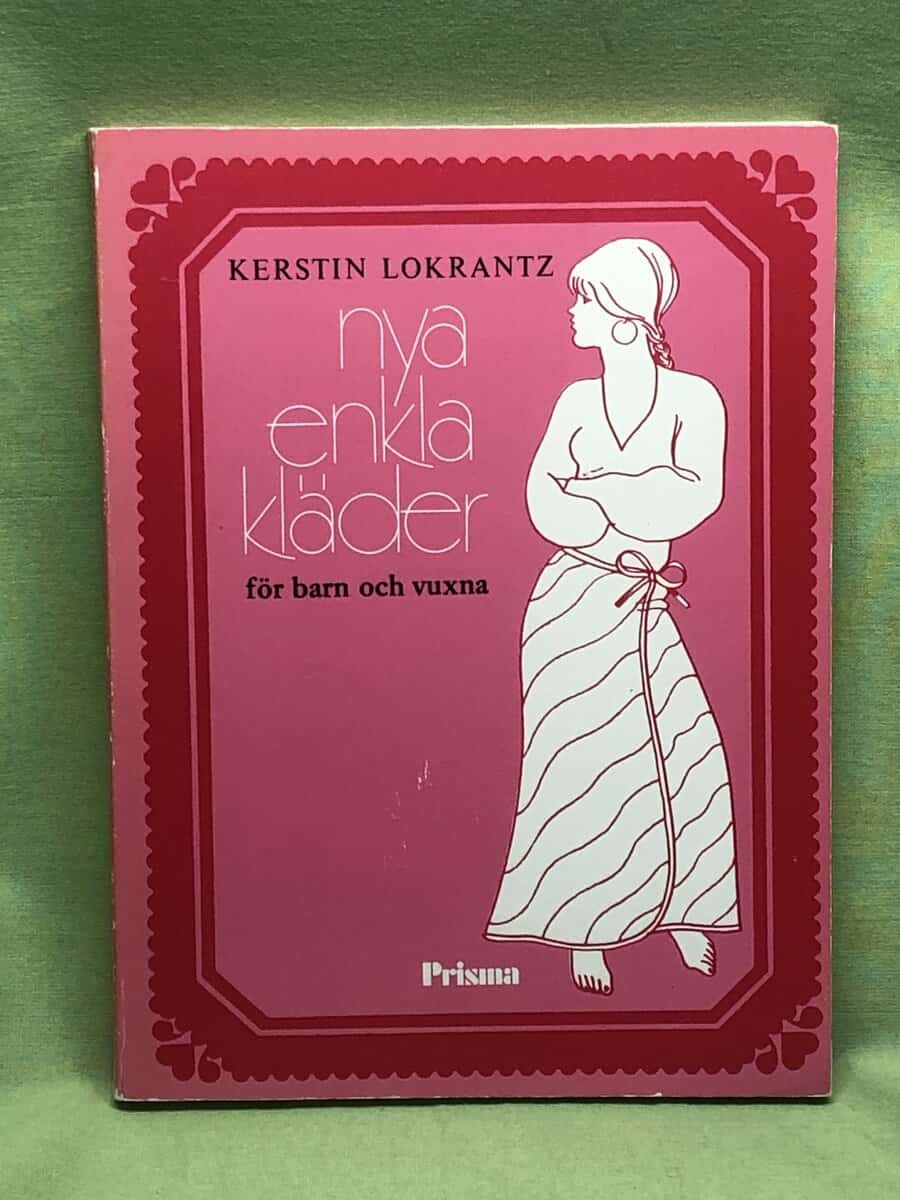 KERSTIN LOKRANTZ
nya
enkla
kläder
för barn och vuxna
Prisma